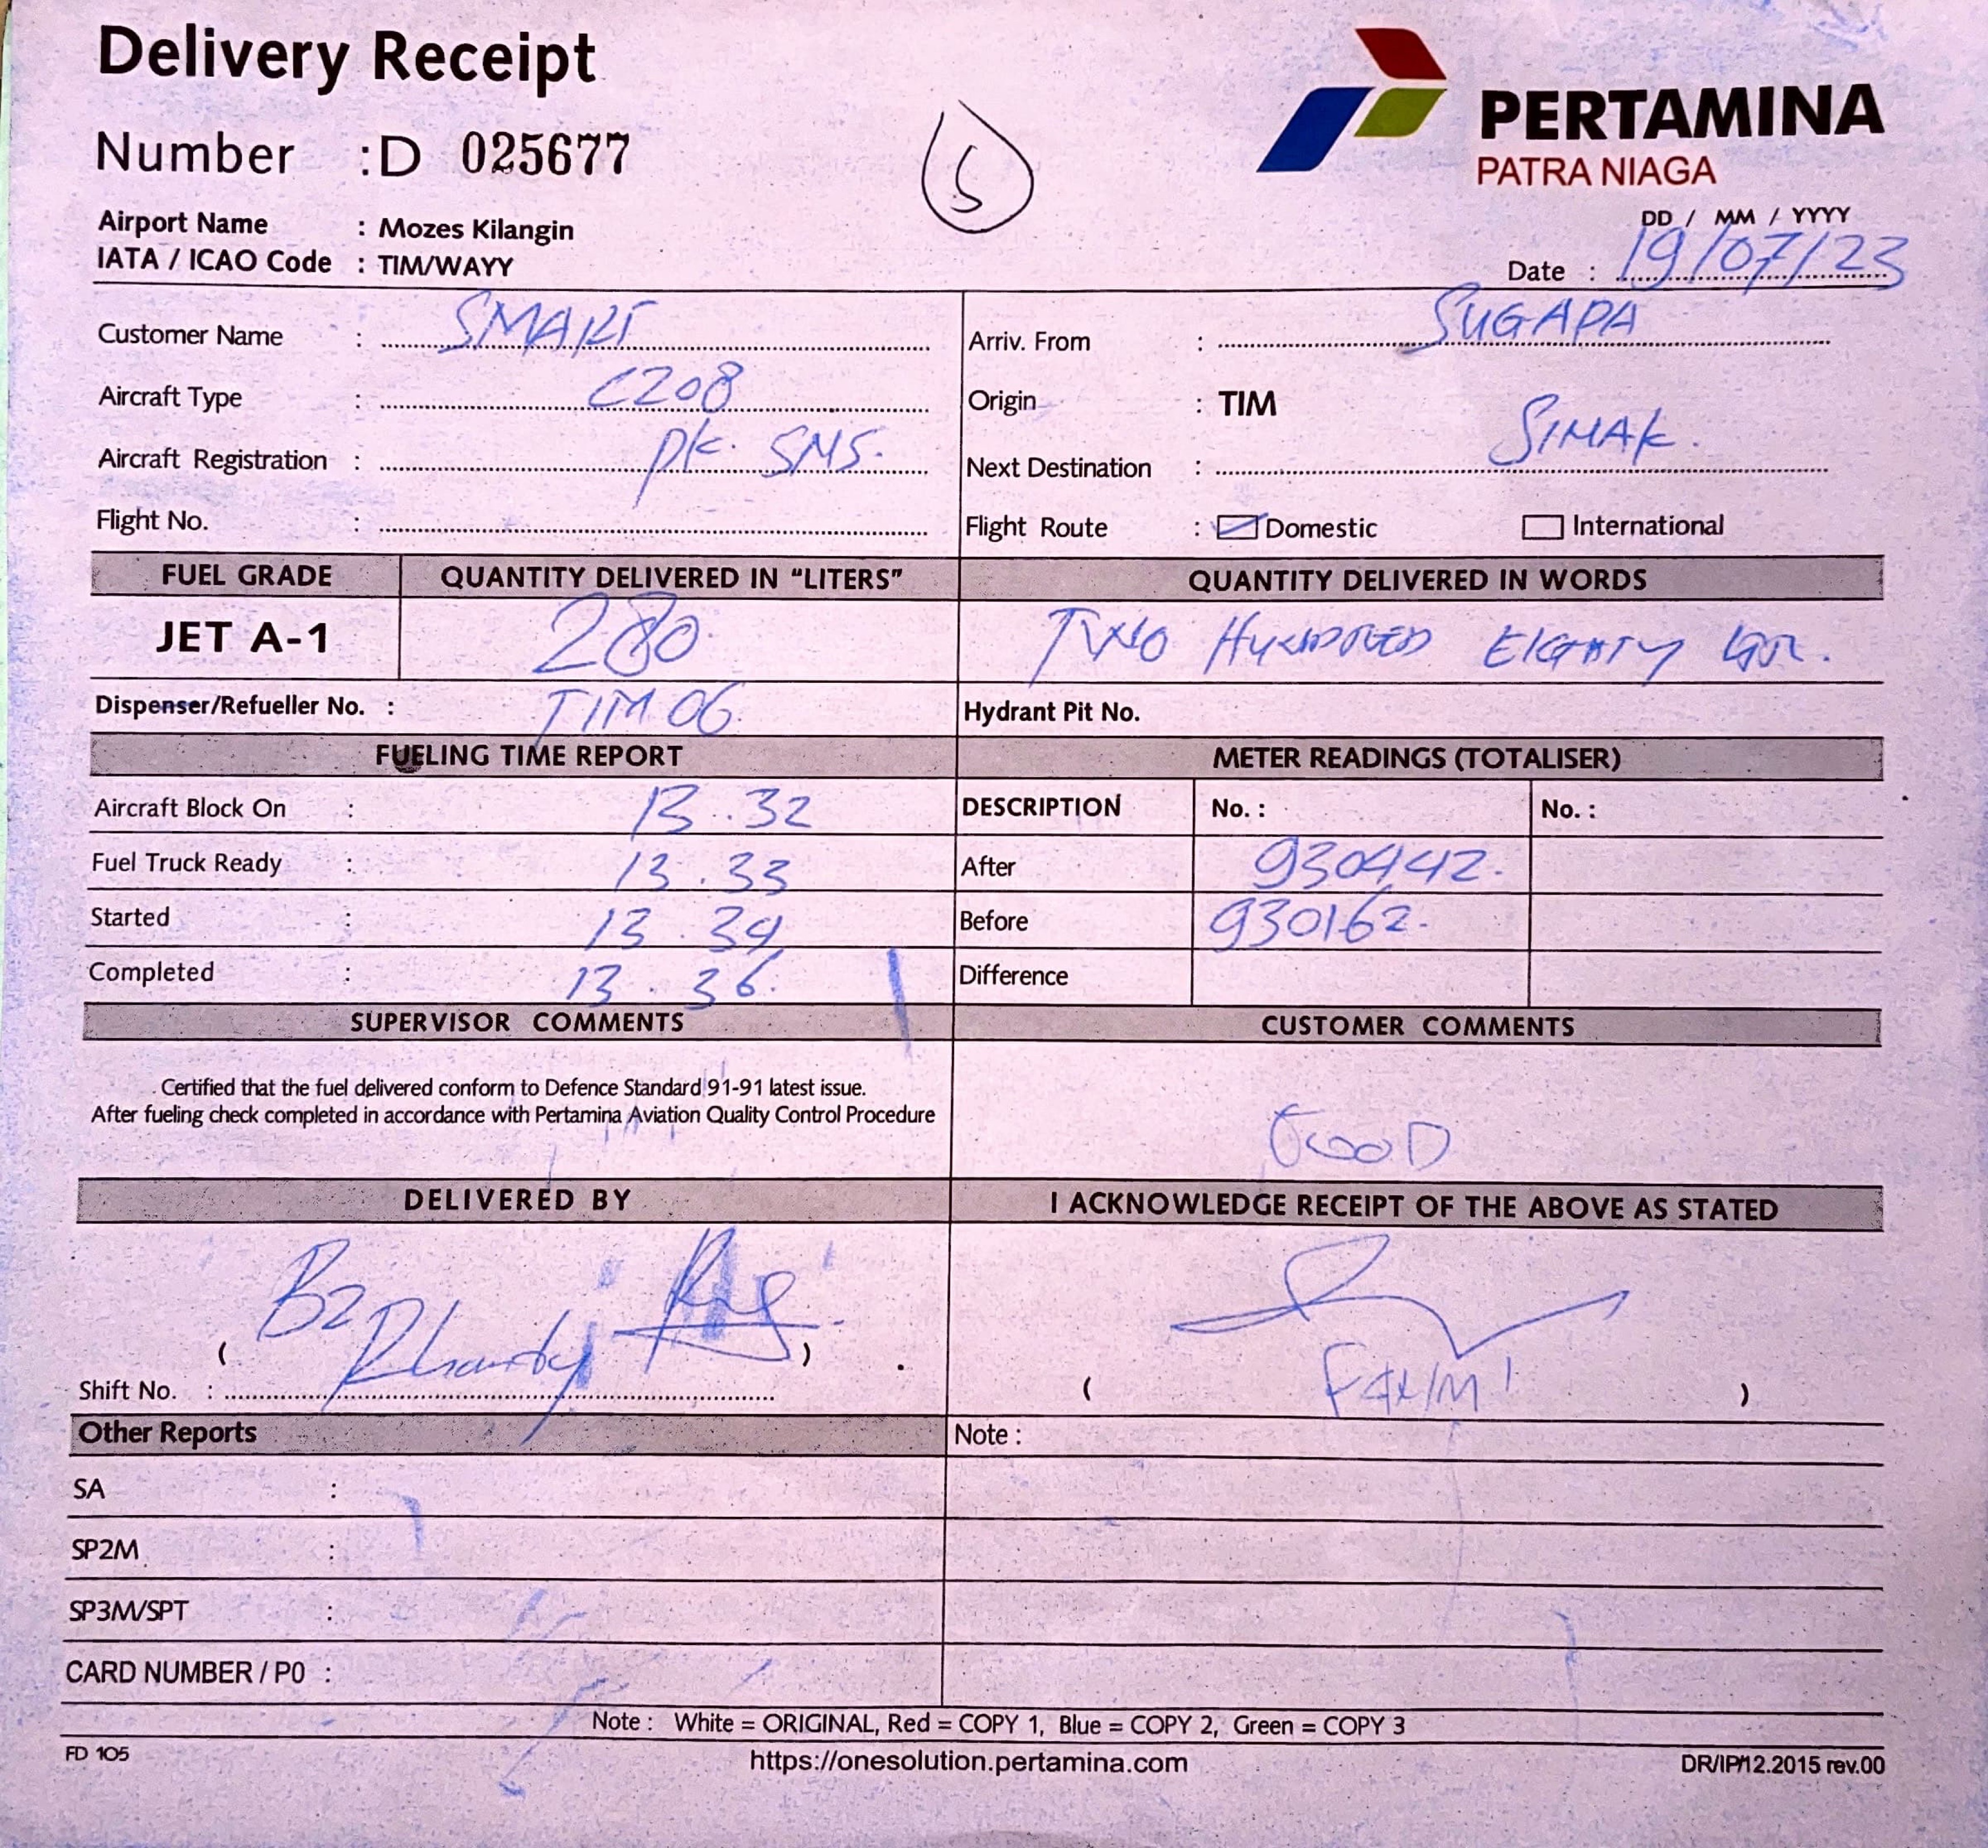 Delivery Receipt
Number : D 025677
S
PERTAMINA
PATRA NIAGA
Airport Name : Mozes Kilangin
IATA / ICAO Code : TIM/WAYY
DD / MM / YYYY
Date : 19/07/23
Customer Name : SMART
Arriv. From : SUGAPA
Aircraft Type : C208
Origin : TIM
Aircraft Registration : PK. SNS.
Next Destination : SINAK.
Flight No. :
Flight Route : Domestic International
FUEL GRADE QUANTITY DELIVERED IN “LITERS” QUANTITY DELIVERED IN WORDS
JET A-1 280 TWO HUNDRED EIGHTY
Dispenser/Refueller No. : TIM 06 Hydrant Pit No.
FUELING TIME REPORT METER READINGS (TOTALISER)
Aircraft Block On : 13.32 DESCRIPTION No. : No. :
Fuel Truck Ready : 13.33 After 930442.
Started : 13.34 Before 930162.
Completed : 13.36. Difference
SUPERVISOR COMMENTS CUSTOMER COMMENTS
Certified that the fuel delivered conform to Defence Standard 91-91 latest issue.
After fueling check completed in accordance with Pertamina Aviation Quality Control Procedure
GOOD
DELIVERED BY I ACKNOWLEDGE RECEIPT OF THE ABOVE AS STATED
B2
( )
Shift No. :
( )
Other Reports Note :
SA :
SP2M :
SP3M/SPT :
CARD NUMBER / PO :
Note : White = ORIGINAL, Red = COPY 1, Blue = COPY 2, Green = COPY 3
FD 105 https://onesolution.pertamina.com DR/IP/12.2015 rev.00